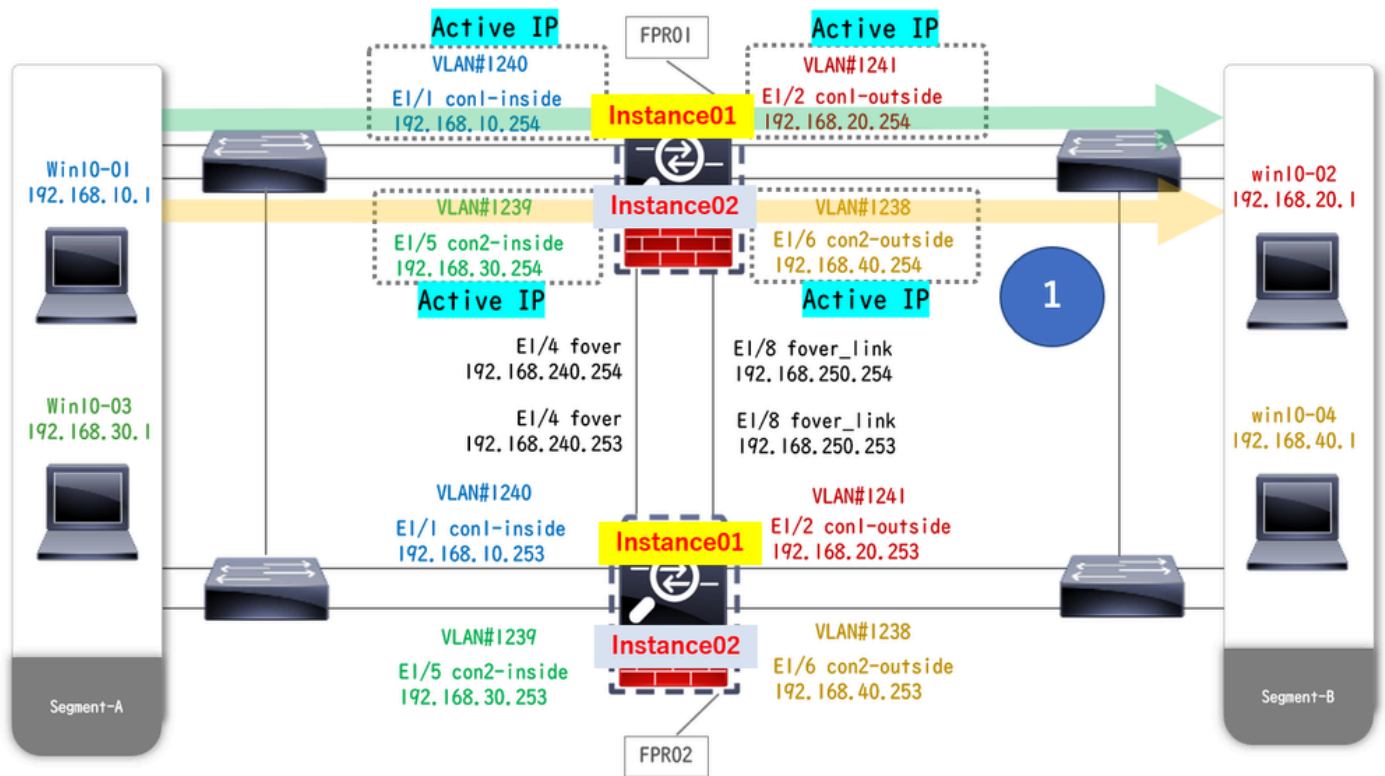 Active IP
FPR01
Active IP
VLAN#1240
E1/1 con1-inside
192.168.10.254
VLAN#1241
E1/2 con1-outside
192.168.20.254
Instance01
Win10-01
192.168.10.1
win10-02
192.168.20.1
VLAN#1239
E1/5 con2-inside
192.168.30.254
Active IP
Instance02
VLAN#1238
E1/6 con2-outside
192.168.40.254
Active IP
1
E1/4 fover
192.168.240.254
E1/8 fover_link
192.168.250.254
E1/4 fover
192.168.240.253
E1/8 fover_link
192.168.250.253
Win10-03
192.168.30.1
win10-04
192.168.40.1
VLAN#1240
E1/1 con1-inside
192.168.10.253
VLAN#1241
E1/2 con1-outside
192.168.20.253
Instance01
VLAN#1239
E1/5 con2-inside
192.168.30.253
Instance02
VLAN#1238
E1/6 con2-outside
192.168.40.253
Segment-A
Segment-B
FPR02